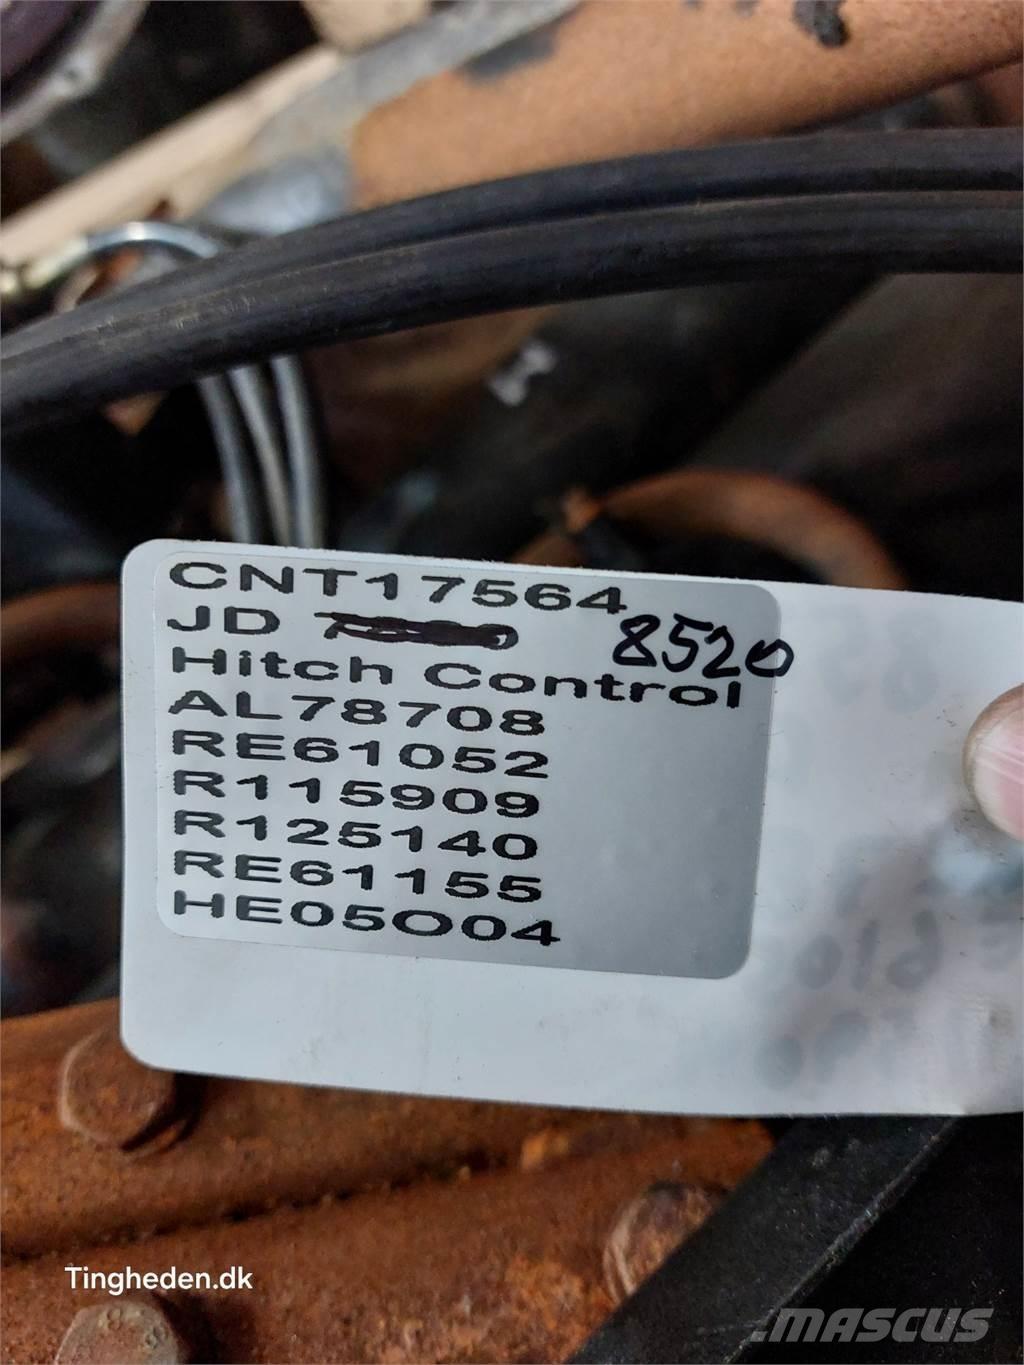 CNT17564
JD 8520
Hitch Control
AL78708
RE61052
R115909
R125140
RE61155
HE05O04
Tingheden.dk
MASCUS